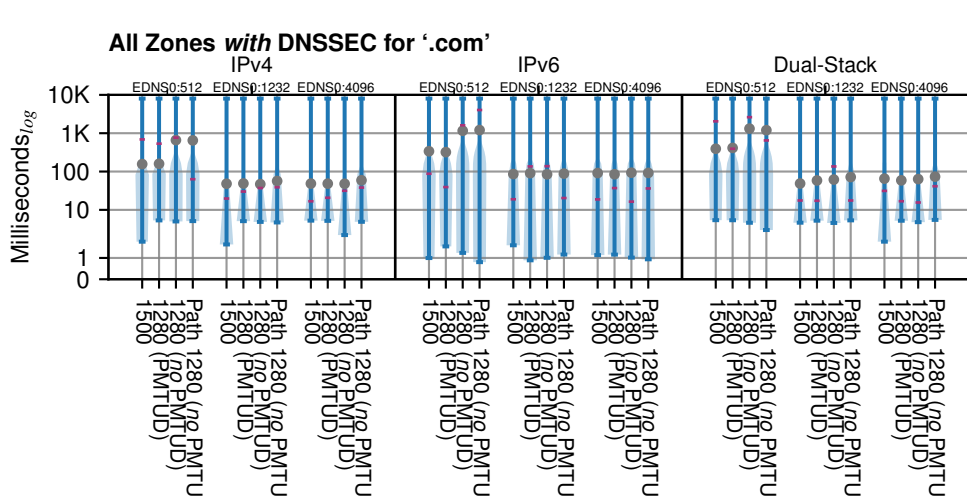 All Zones with DNSSEC for ‘.com’
IPv4 IPv6 Dual-Stack
EDNS0:512 EDNS0:1232 EDNS0:4096 EDNS0:512 EDNS0:1232 EDNS0:4096 EDNS0:512 EDNS0:1232 EDNS0:4096
Millisecondslog
10K
1K
100
10
1
0
1500
1280 (PMTUD)
1280 (no PMTUD)
Path 1280 (no PMTU
1500
1280 (PMTUD)
1280 (no PMTUD)
Path 1280 (no PMTU
1500
1280 (PMTUD)
1280 (no PMTUD)
Path 1280 (no PMTU
1500
1280 (PMTUD)
1280 (no PMTUD)
Path 1280 (no PMTU
1500
1280 (PMTUD)
1280 (no PMTUD)
Path 1280 (no PMTU
1500
1280 (PMTUD)
1280 (no PMTUD)
Path 1280 (no PMTU
1500
1280 (PMTUD)
1280 (no PMTUD)
Path 1280 (no PMTU
1500
1280 (PMTUD)
1280 (no PMTUD)
Path 1280 (no PMTU
1500
1280 (PMTUD)
1280 (no PMTUD)
Path 1280 (no PMTU